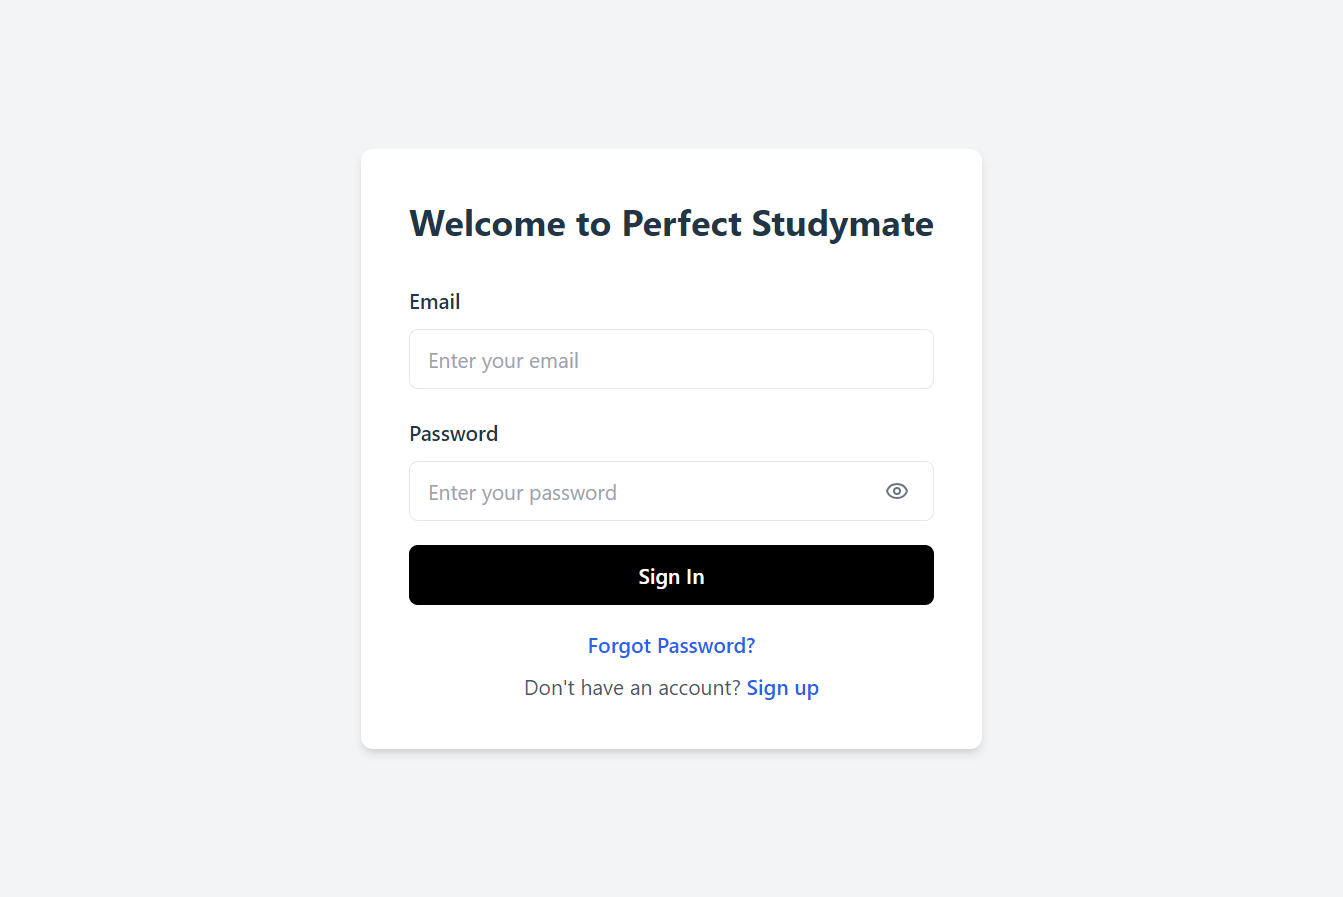 Welcome to Perfect Studymate
Email
Enter your email
Password
Enter your password
Sign In
Forgot Password?
Don't have an account? Sign up